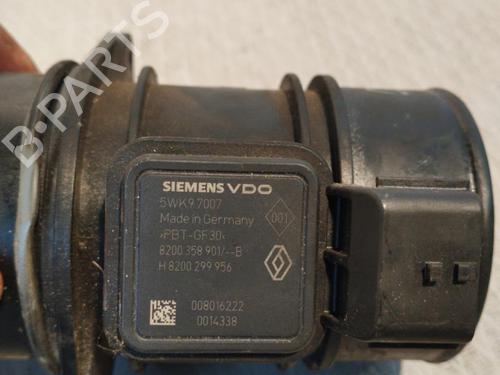 B-PARTS
SIEMENS VDO
5WK9 7007
Made in Germany
001
>PBT-GF30<
8200 358 901/--B
H 8200 299 956
008016222
0014338